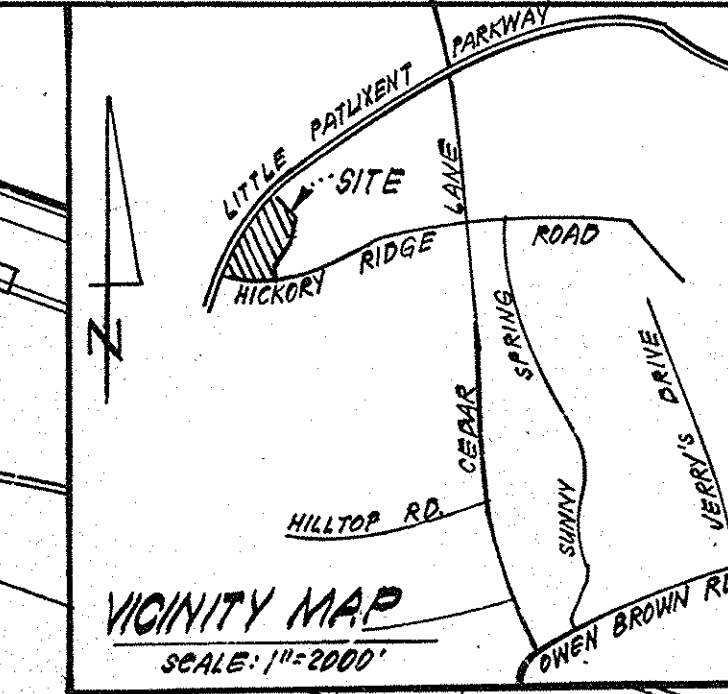 LITTLE PATUXENT PARKWAY
SITE
CEDAR LANE
HICKORY RIDGE ROAD
SUNNY SPRING
JERRY'S DRIVE
HILLTOP RD.
OWEN BROWN
N
VICINITY MAP
SCALE: 1"=2000'